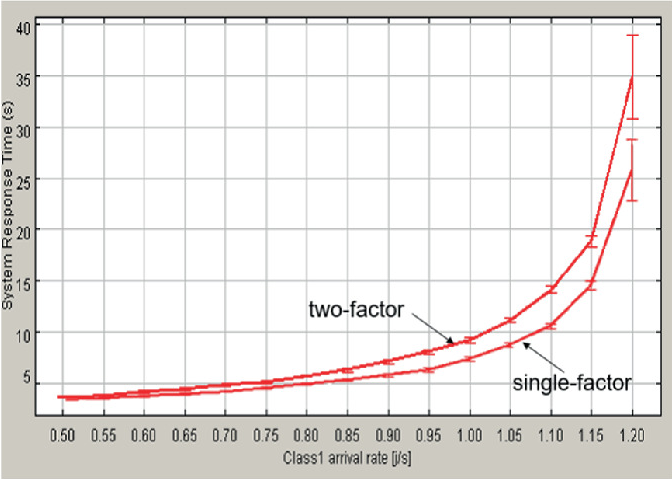 40
35
30
25
20
15
10
5
System Response Time (s)
two-factor
single-factor
0.50 0.55 0.60 0.65 0.70 0.75 0.80 0.85 0.90 0.95 1.00 1.05 1.10 1.15 1.20
Class1 arrival rate [j/s]